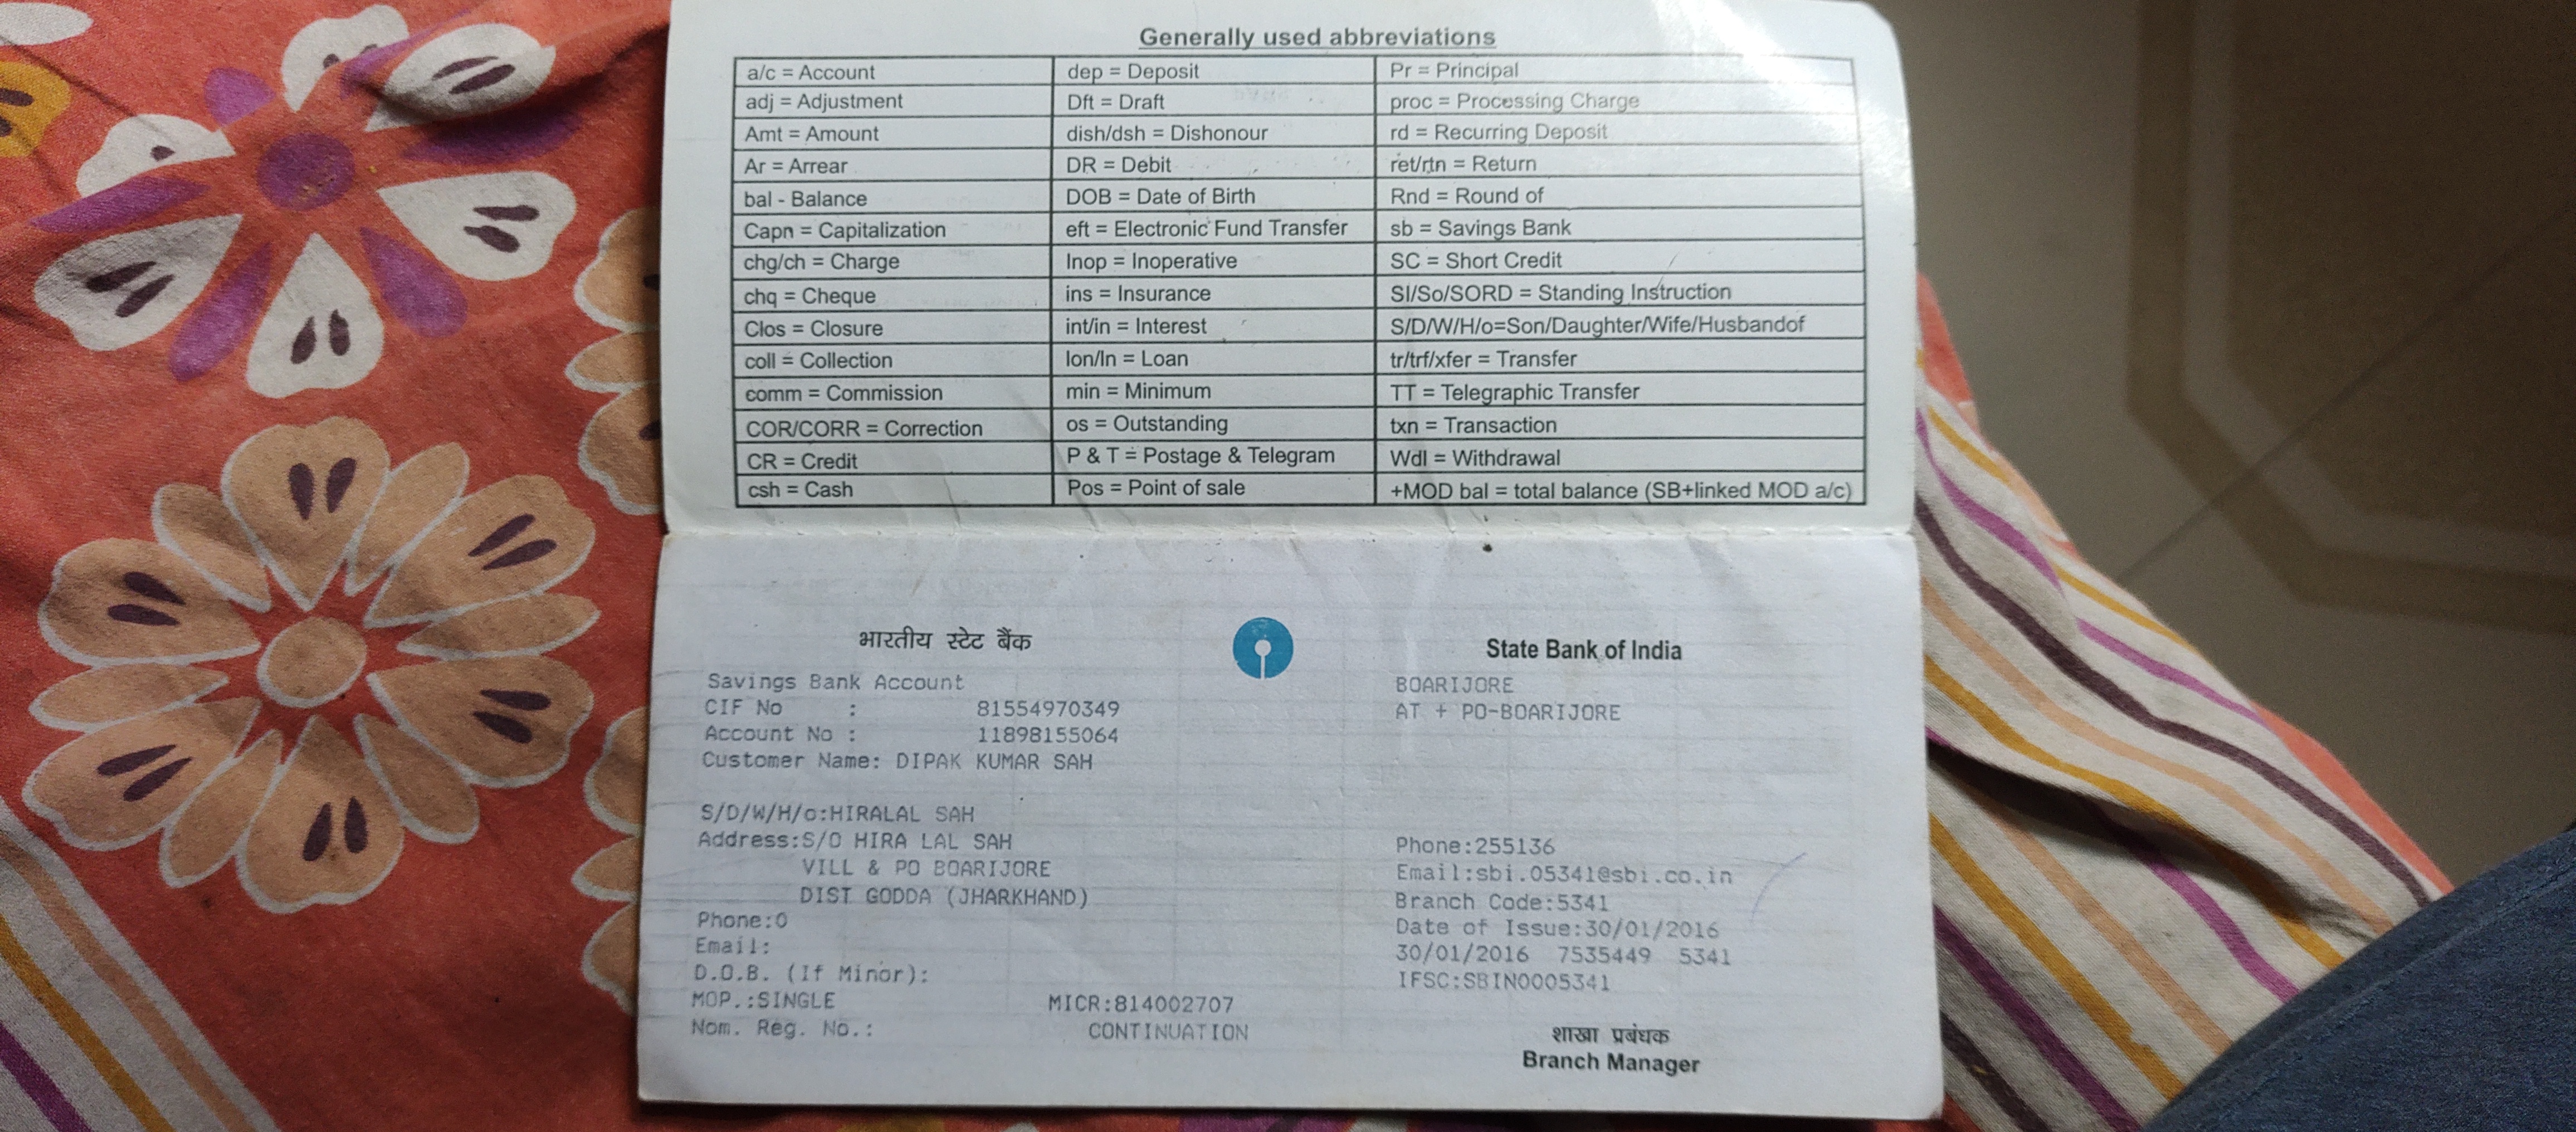 Generally used abbreviations
a/c = Account dep = Deposit Pr = Principal
adj = Adjustment Dft = Draft proc = Processing Charge
Amt = Amount dish/dsh = Dishonour rd = Recurring Deposit
Ar = Arrear DR = Debit ret/rtn = Return
bal - Balance DOB = Date of Birth Rnd = Round of
Capn = Capitalization eft = Electronic Fund Transfer sb = Savings Bank
chg/ch = Charge Inop = Inoperative SC = Short Credit
chq = Cheque ins = Insurance SI/So/SORD = Standing Instruction
Clos = Closure int/in = Interest S/D/W/H/o=Son/Daughter/Wife/Husbandof
coll = Collection lon/ln = Loan tr/trf/xfer = Transfer
comm = Commission min = Minimum TT = Telegraphic Transfer
COR/CORR = Correction os = Outstanding txn = Transaction
CR = Credit P & T = Postage & Telegram Wdl = Withdrawal
csh = Cash Pos = Point of sale +MOD bal = total balance (SB+linked MOD a/c)
भारतीय स्टेट बैंक State Bank of India
Savings Bank Account BOARIJORE
CIF No : 81554970349 AT + PO-BOARIJORE
Account No : 11898155064
Customer Name: DIPAK KUMAR SAH
S/D/W/H/o:HIRALAL SAH
Address:S/O HIRA LAL SAH Phone:255136
VILL & PO BOARIJORE Email:sbi.05341@sbi.co.in
DIST GODDA (JHARKHAND) Branch Code:5341
Phone:0 Date of Issue:30/01/2016
Email: 30/01/2016 7535449 5341
D.O.B. (If Minor): IFSC:SBIN0005341
MOP.:SINGLE MICR:814002707
Nom. Reg. No.: CONTINUATION
शाखा प्रबंधक
Branch Manager